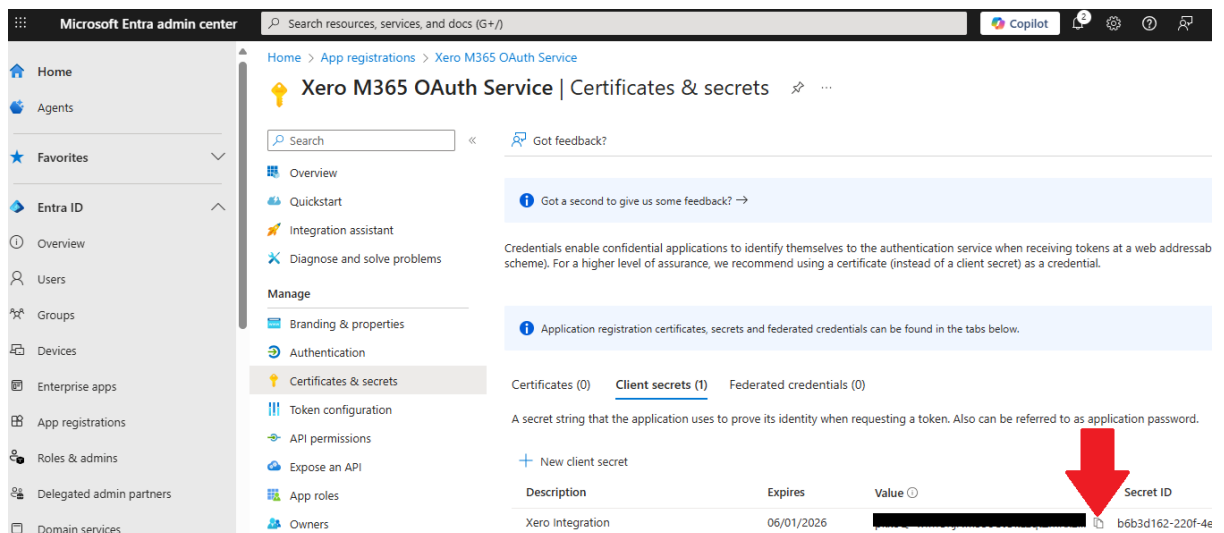 Microsoft Entra admin center
Search resources, services, and docs (G+/)
Copilot
2
Home
Agents
Favorites
Entra ID
Overview
Users
Groups
Devices
Enterprise apps
App registrations
Roles & admins
Delegated admin partners
Domain services
Home > App registrations > Xero M365 OAuth Service
Xero M365 OAuth Service | Certificates & secrets
Search
Overview
Quickstart
Integration assistant
Diagnose and solve problems
Manage
Branding & properties
Authentication
Certificates & secrets
Token configuration
API permissions
Expose an API
App roles
Owners
Got feedback?
Got a second to give us some feedback?
Credentials enable confidential applications to identify themselves to the authentication service when receiving tokens at a web addressab
scheme). For a higher level of assurance, we recommend using a certificate (instead of a client secret) as a credential.
Application registration certificates, secrets and federated credentials can be found in the tabs below.
Certificates (0) Client secrets (1) Federated credentials (0)
A secret string that the application uses to prove its identity when requesting a token. Also can be referred to as application password.
New client secret
Description Expires Value Secret ID
Xero Integration 06/01/2026 b6b3d162-220f-4e